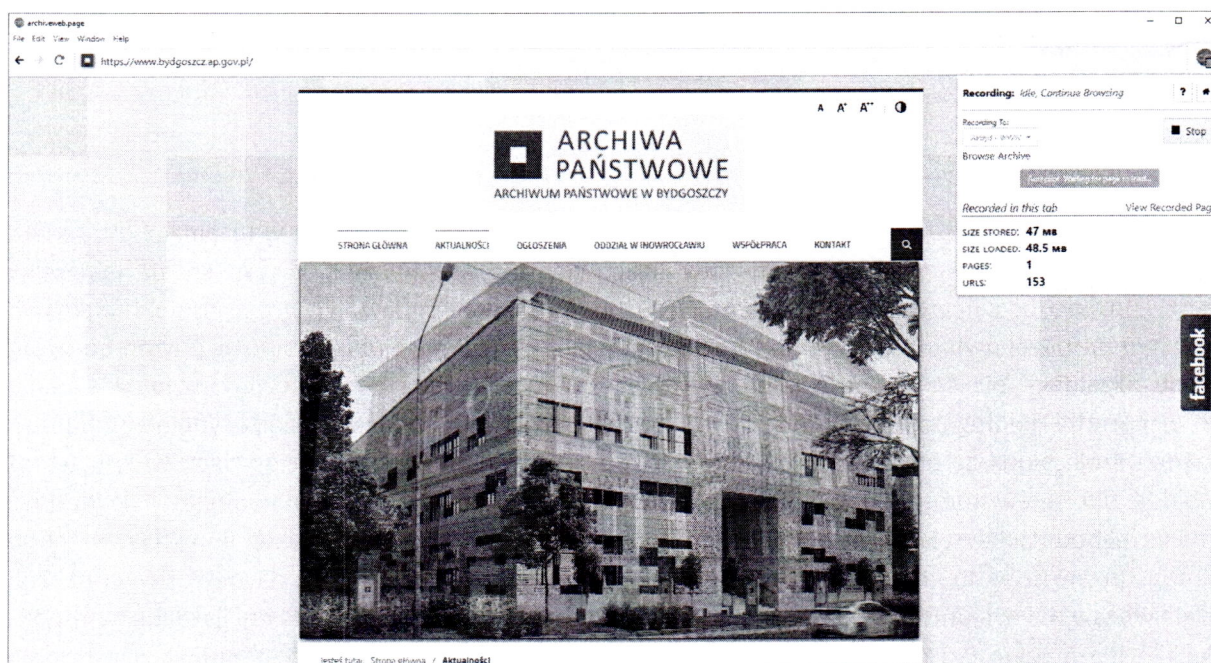 archiveweb.page
File Edit View Window Help
https://www.bydgoszcz.ap.gov.pl/
A A+ A++
ARCHIWA
PAŃSTWOWE
ARCHIWUM PAŃSTWOWE W BYDGOSZCZY
STRONA GŁÓWNA AKTUALNOŚCI OGŁOSZENIA ODDZIAŁ W INOWROCŁAWIU WSPÓŁPRACA KONTAKT
Recording: Idle, Continue Browsing ?
Recording To:
Stop
Browse Archive
Recorded in this tab View Recorded Pag
SIZE STORED: 47 MB
SIZE LOADED: 48.5 MB
PAGES: 1
URLS: 153
facebook
Jesteś tutaj: Strona główna / Aktualności